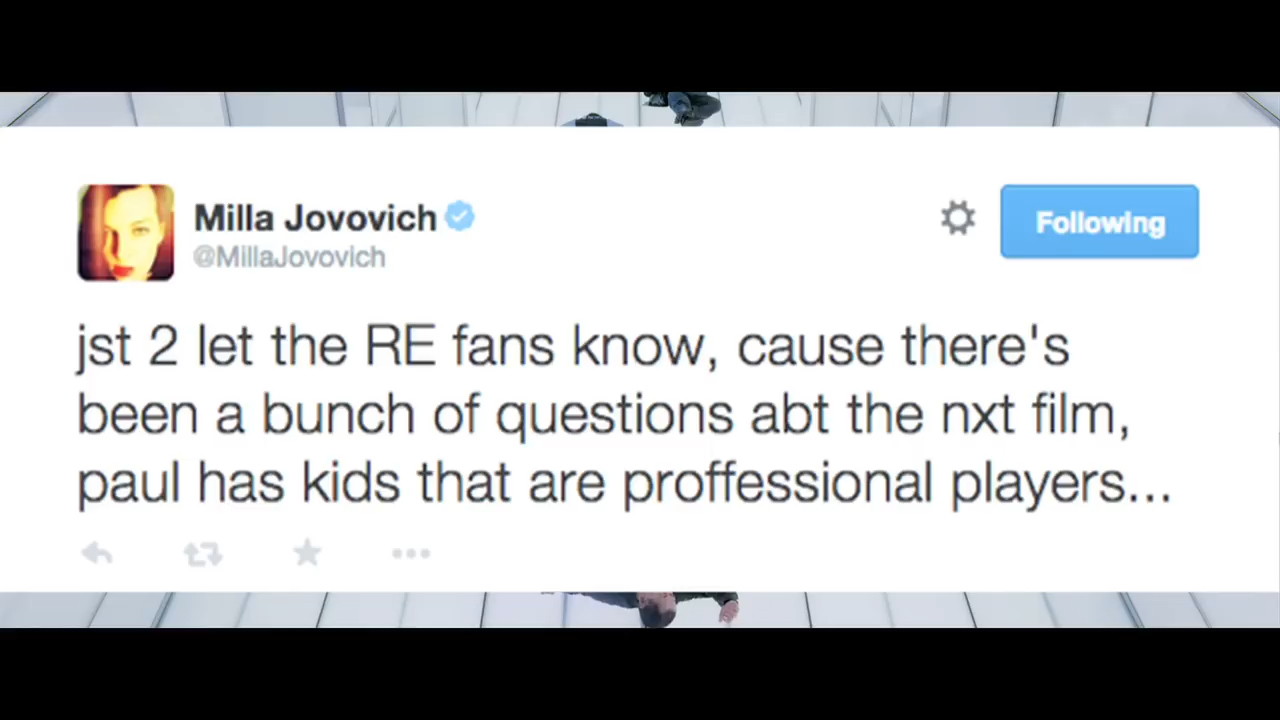 Milla Jovovich
@MillaJovovich
Following
jst 2 let the RE fans know, cause there's
been a bunch of questions abt the nxt film,
paul has kids that are proffessional players...